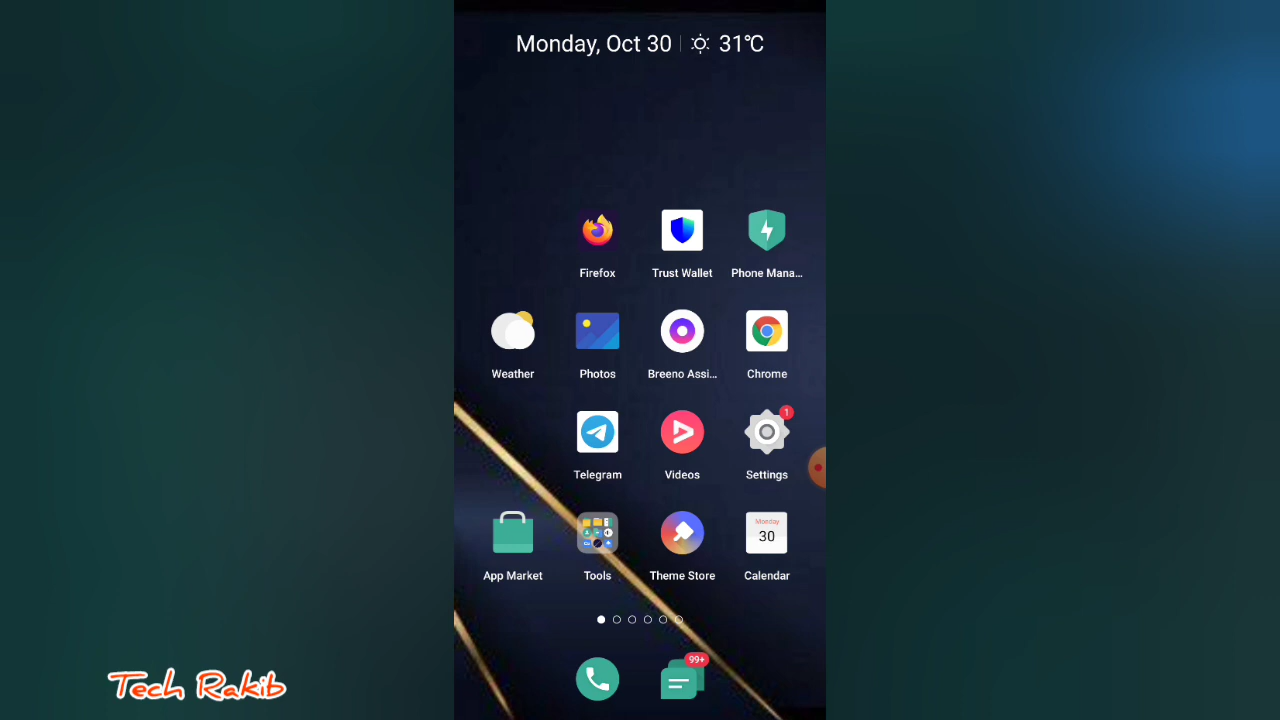 Monday, Oct 30 31℃
Firefox Trust Wallet Phone Mana...
Weather Photos Breeno Assi... Chrome
1
Telegram Videos Settings
Monday
30
App Market Tools Theme Store Calendar
99+
Tech Rakib